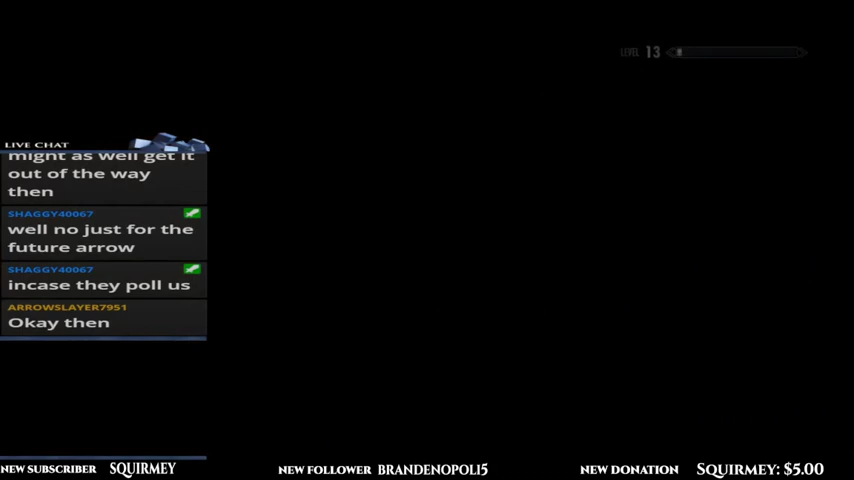 LEVEL 13
LIVE CHAT
might as well get it
out of the way
then
SHAGGY40067
well no just for the
future arrow
SHAGGY40067
incase they poll us
ARROWSLAYER7951
Okay then
NEW SUBSCRIBER SQUIRMEY NEW FOLLOWER BRANDENOPOLI5 NEW DONATION SQUIRMEY: $5.00